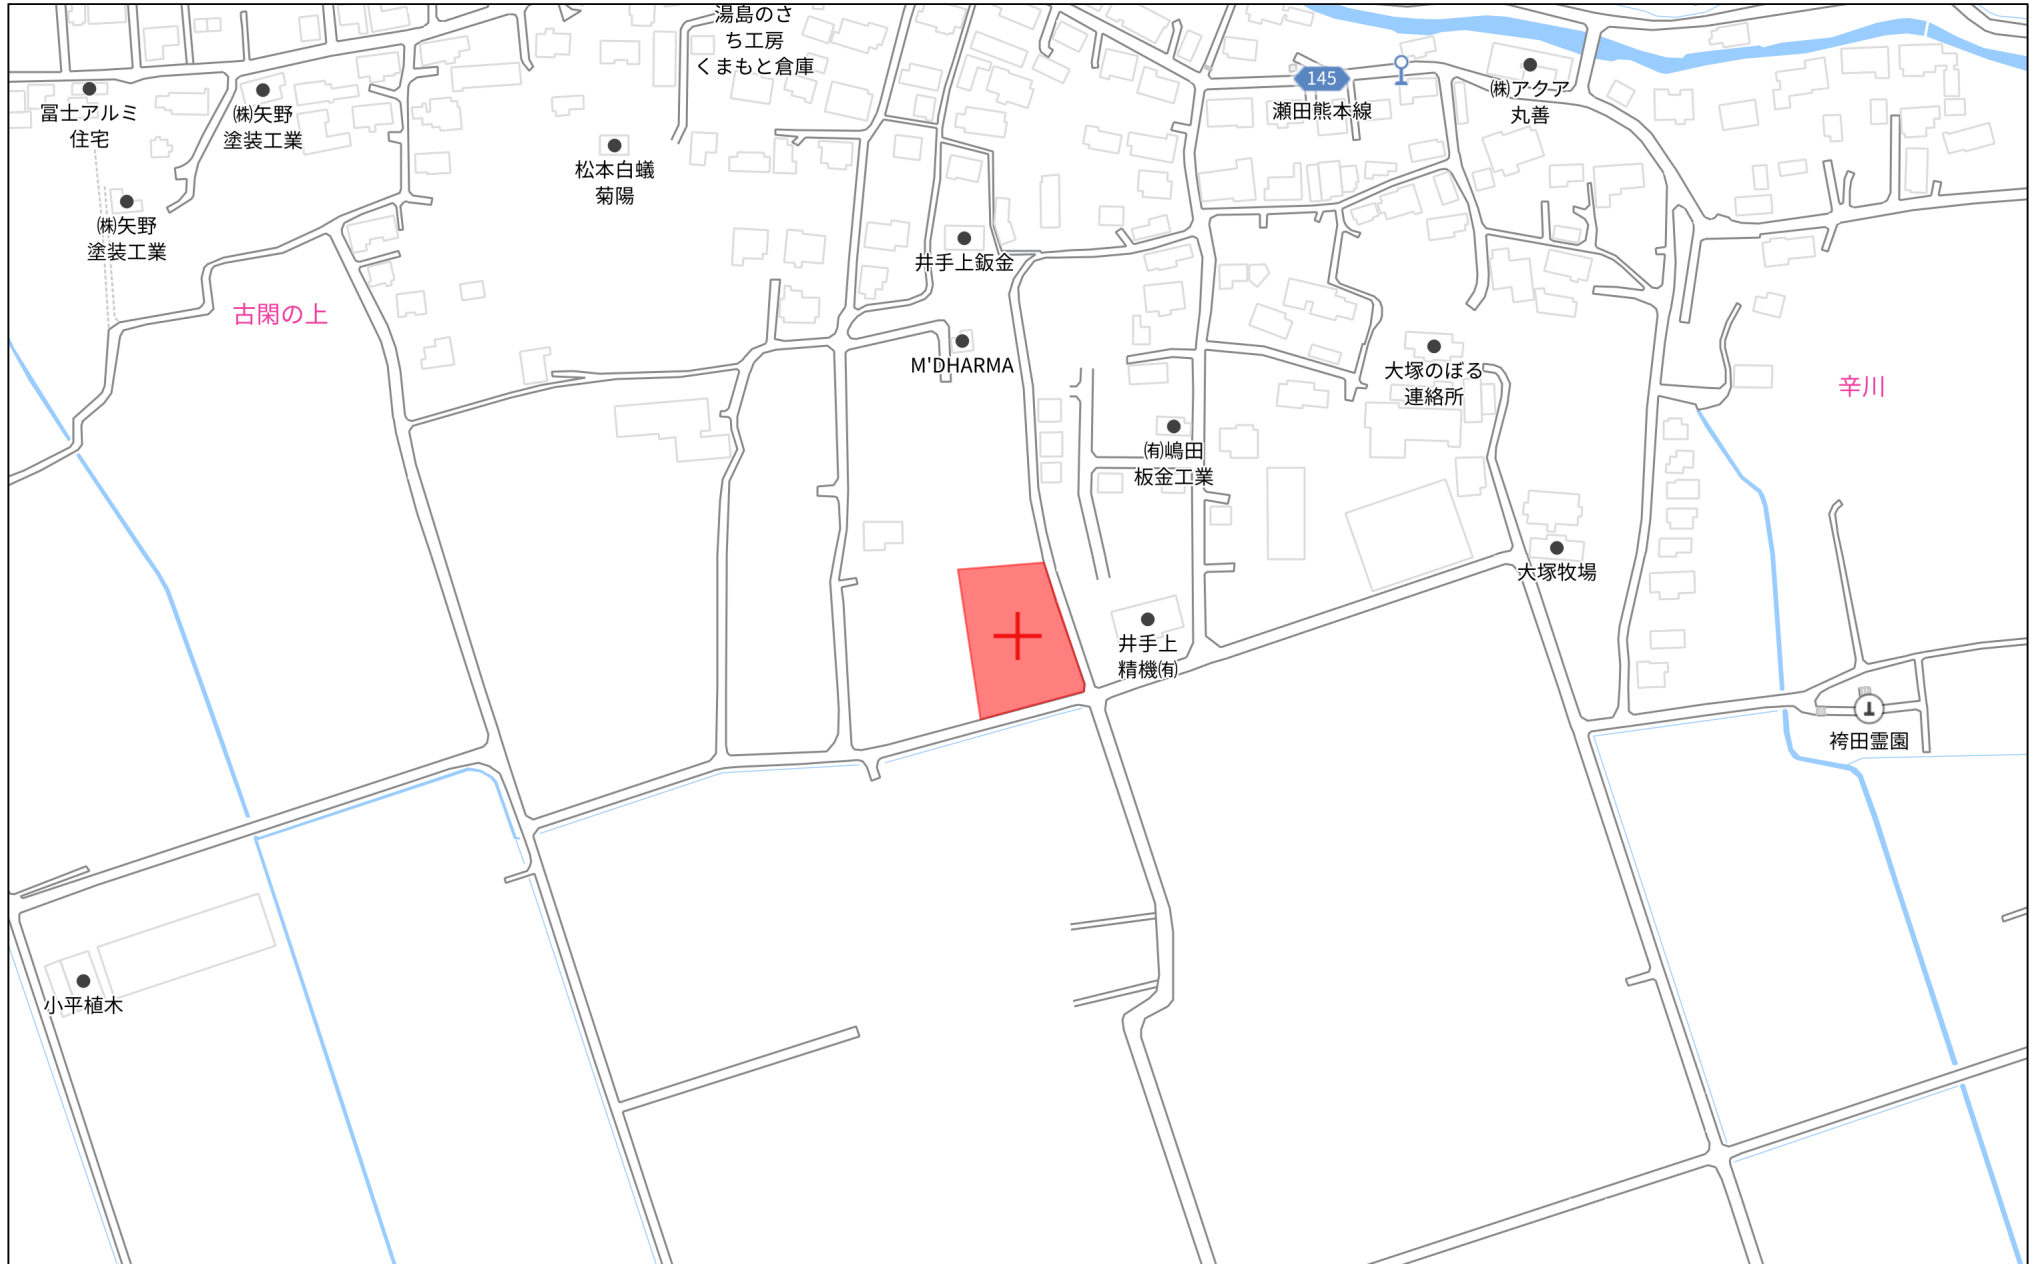 湯島のさ
ち工房
くまもと倉庫
145
瀬田熊本線
㈱アクア
丸善
冨士アルミ
住宅
㈱矢野
塗装工業
松本白蟻
菊陽
㈱矢野
塗装工業
井手上鈑金
古閑の上
M'DHARMA
大塚のぼる
連絡所
辛川
㈲嶋田
板金工業
大塚牧場
井手上
精機㈲
袴田霊園
小平植木